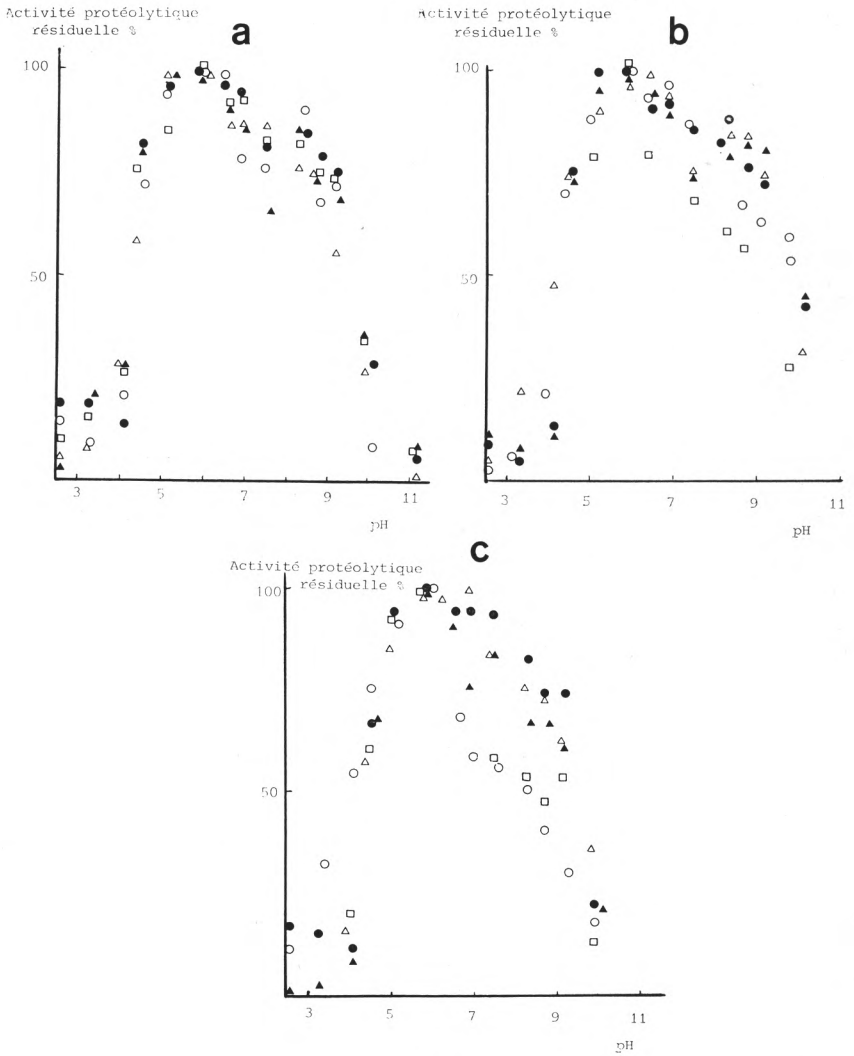 Activité protéolytique
résiduelle %
a
100
50
3 5 7 9 11
pH
Activité protéolytique
résiduelle %
b
100
50
3 5 7 9 11
pH
Activité protéolytique
résiduelle %
c
100
50
3 5 7 9 11
pH